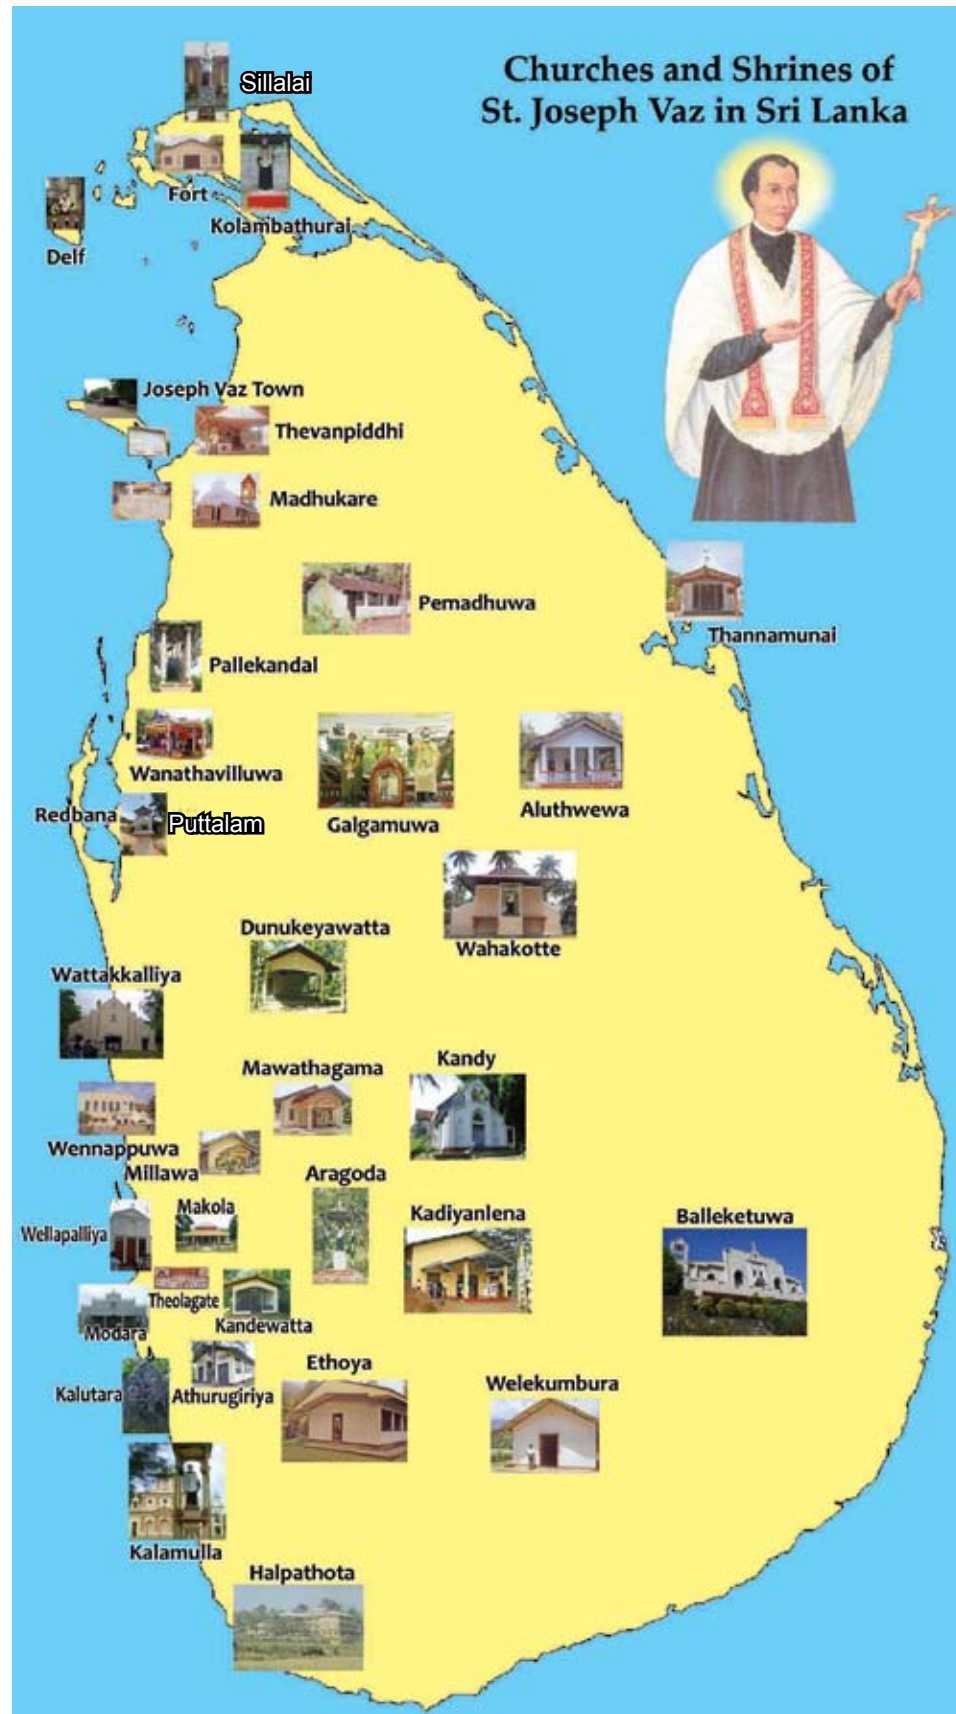 Churches and Shrines of
St. Joseph Vaz in Sri Lanka
Sillalai
Fort
Kolambathurai
Delf
Joseph Vaz Town
Thevanpiddhi
Madhukare
Pemadhuwa
Thannamunai
Pallekandal
Wanathavilluwa
Redbana
Puttalam
Galgamuwa
Aluthwewa
Wahakotte
Dunukeyawatta
Wattakkalliya
Mawathagama
Kandy
Wennappuwa
Millawa
Aragoda
Makola
Wellapalliya
Kadiyanlena
Balleketuwa
Theolagate
Kandewatta
Modara
Ethoya
Kalutara
Athurugiriya
Welekumbura
Kalamulla
Halpathota